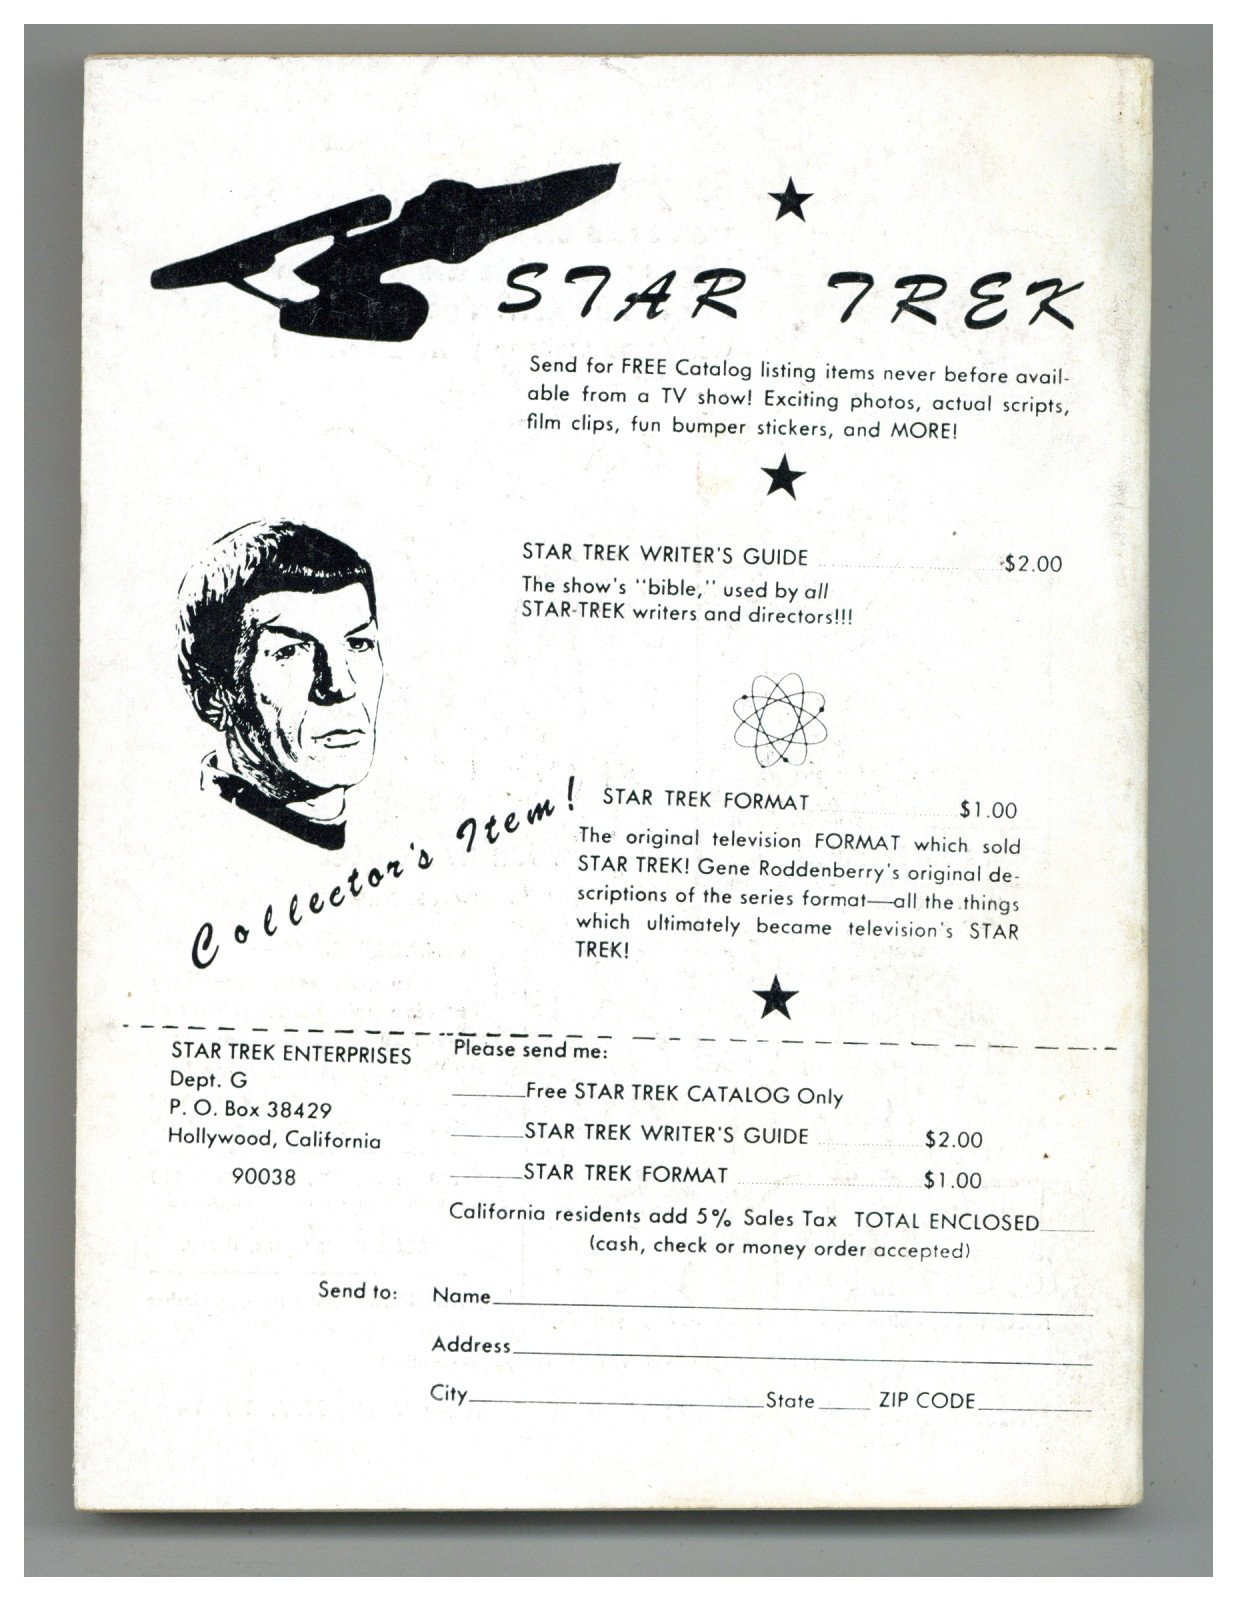 STAR TREK
Send for FREE Catalog listing items never before avail-
able from a TV show! Exciting photos, actual scripts,
film clips, fun bumper stickers, and MORE!
STAR TREK WRITER'S GUIDE $2.00
The show's "bible," used by all
STAR-TREK writers and directors!!!
Collector's Item!
STAR TREK FORMAT $1.00
The original television FORMAT which sold
STAR TREK! Gene Roddenberry's original de-
scriptions of the series format—all the things
which ultimately became television's STAR
TREK!
STAR TREK ENTERPRISES
Dept. G
P. O. Box 38429
Hollywood, California
90038
Please send me:
Free STAR TREK CATALOG Only
STAR TREK WRITER'S GUIDE $2.00
STAR TREK FORMAT $1.00
California residents add 5% Sales Tax TOTAL ENCLOSED
(cash, check or money order accepted)
Send to: Name
Address
City State ZIP CODE